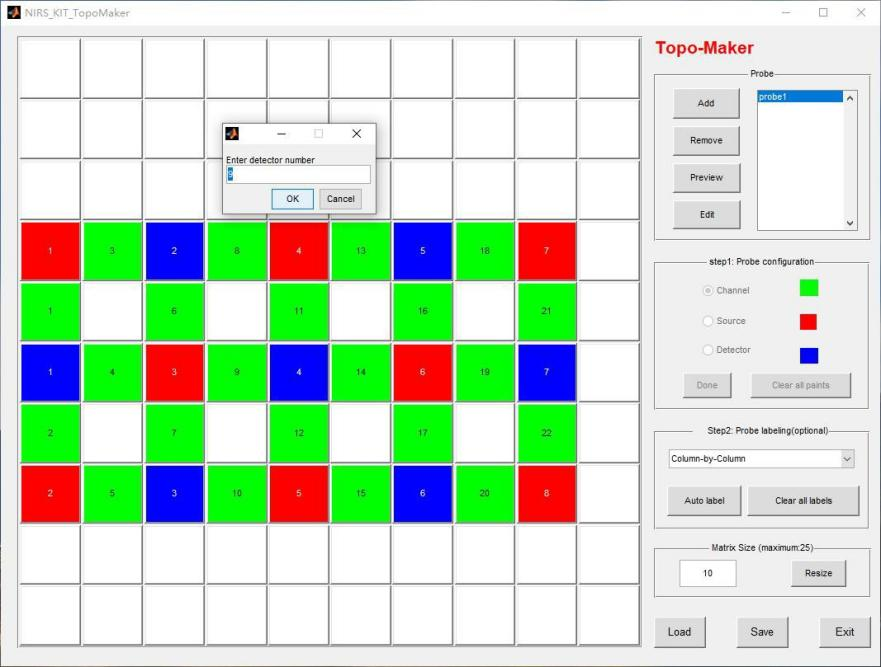 NIRS_KIT_TopoMaker
Topo-Maker
Probe
Add
probe1
Remove
Preview
Edit
Enter detector number
9
OK Cancel
1 3 2 8 4 13 5 18 7
1 6 11 16 21
1 4 3 9 4 14 6 19 7
2 7 12 17 22
2 5 3 10 5 15 6 20 8
step1: Probe configuration
Channel
Source
Detector
Done Clear all paints
Step2: Probe labeling(optional)
Column-by-Column
Auto label Clear all labels
Matrix Size (maximum:25)
10 Resize
Load Save Exit